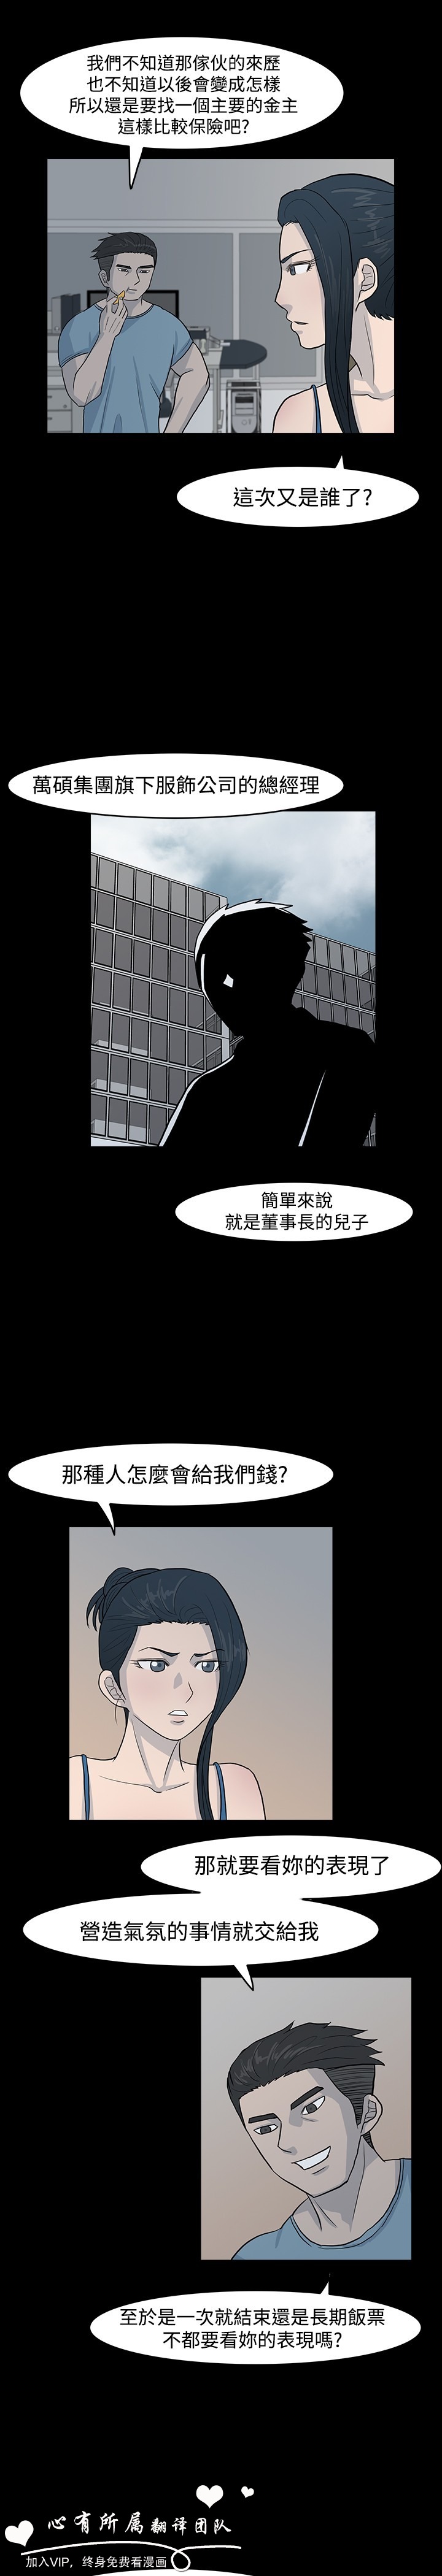 我們不知道那傢伙的來歷
也不知道以後會變成怎樣
所以還是要找一個主要的金主
這樣比較保險吧?
這次又是誰了?
萬碩集團旗下服飾公司的總經理
簡單來說
就是董事長的兒子
那種人怎麼會給我們錢?
那就要看妳的表現了
營造氣氛的事情就交給我
至於是一次就結束還是長期飯票
不都要看妳的表現嗎?
心有所属翻译团队
加入VIP，终身免费看漫画